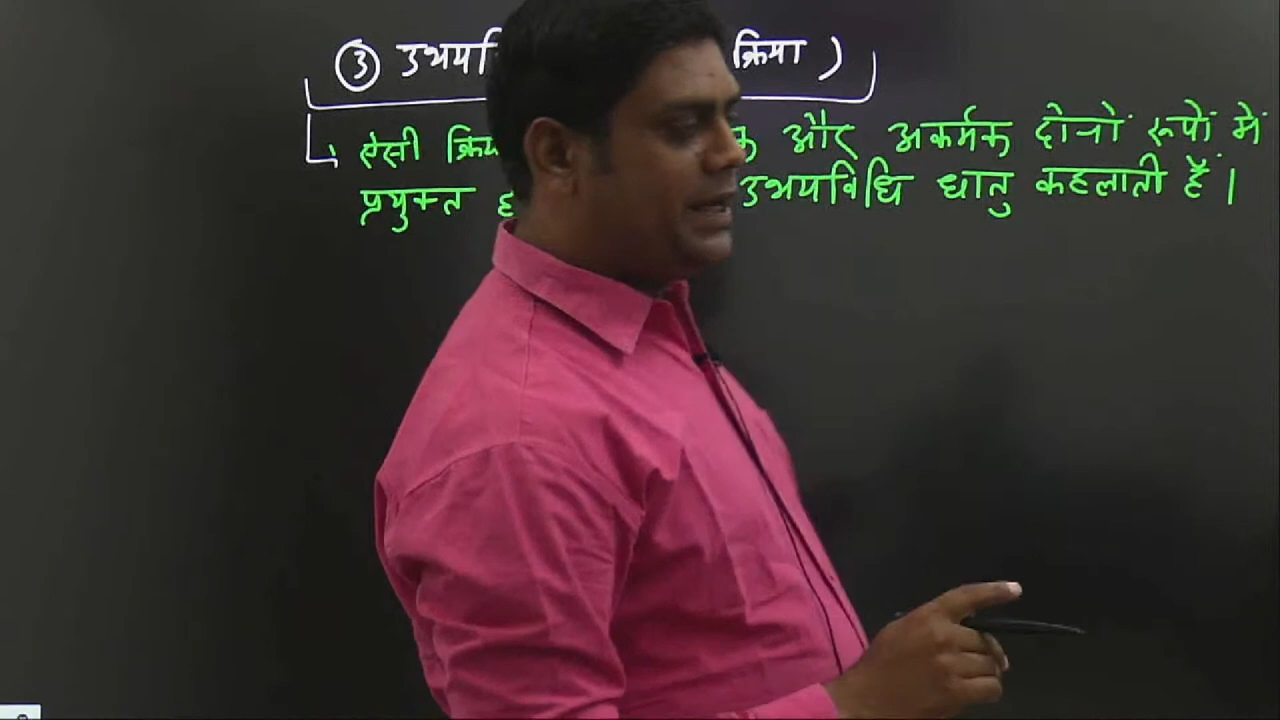 ③ उभयवि क्रिया )
ऐसी क्रिय क और अकर्मक दोनों रूपों में
प्रयुक्त ह उभयविधि धातु कहलाती हैं।